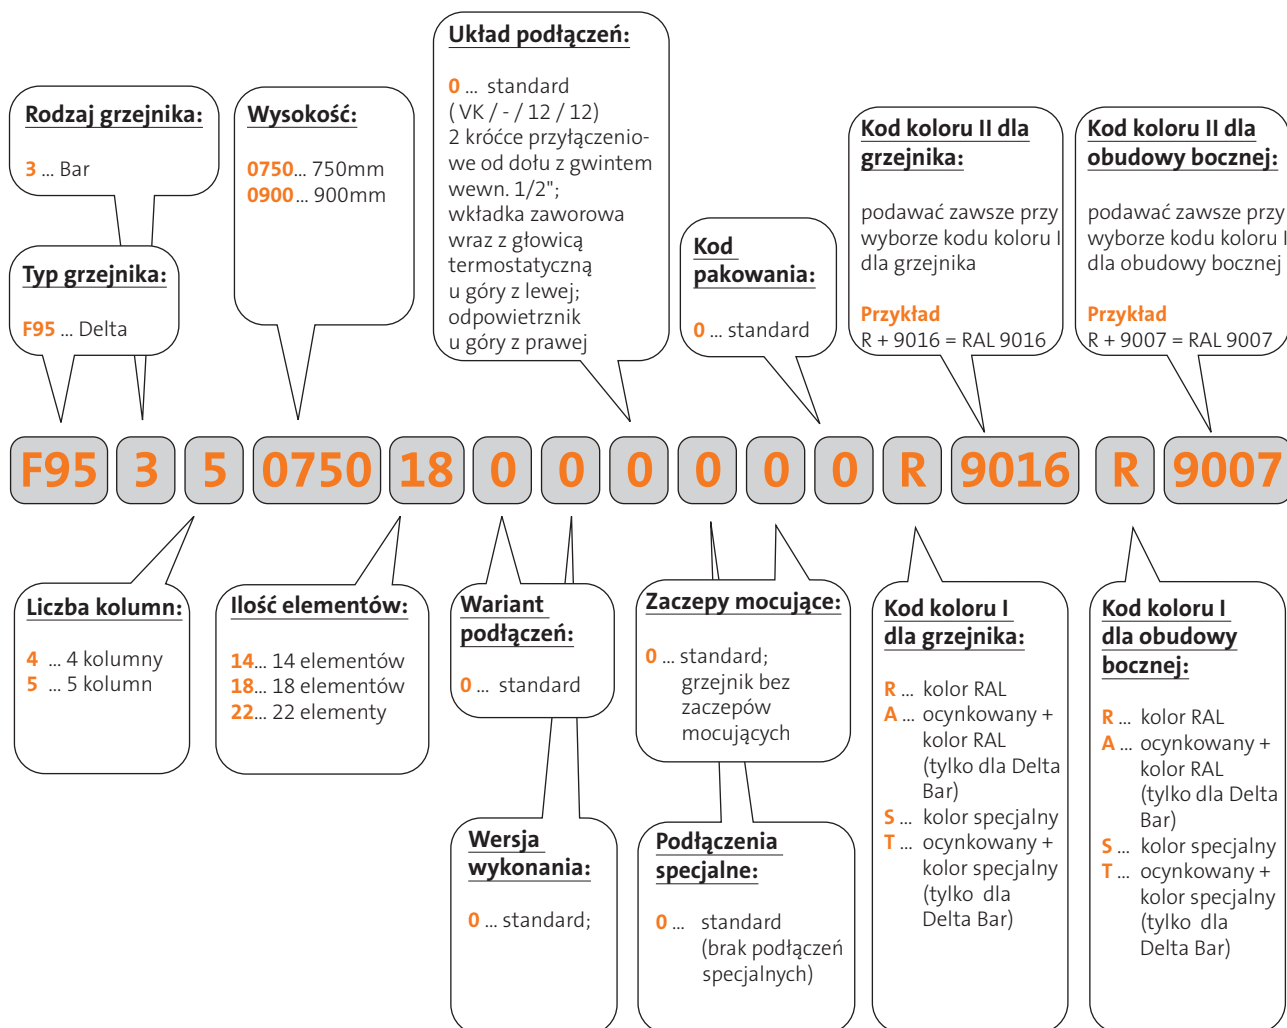 Układ podłączeń:
0 ... standard
( VK / - / 12 / 12)
2 króćce przyłączenio-
we od dołu z gwintem
wewn. 1/2";
wkładka zaworowa
wraz z głowicą
termostatyczną
u góry z lewej;
odpowietrznik
u góry z prawej
Rodzaj grzejnika:
3 ... Bar
Wysokość:
0750... 750mm
0900... 900mm
Kod koloru II dla
grzejnika:
podawać zawsze przy
wyborze kodu koloru I
dla grzejnika
Przykład
R + 9016 = RAL 9016
Kod koloru II dla
obudowy bocznej:
podawać zawsze przy
wyborze kodu koloru I
dla obudowy bocznej
Przykład
R + 9007 = RAL 9007
Typ grzejnika:
F95 ... Delta
Kod
pakowania:
0 ... standard
F95 3 5 0750 18 0 0 0 0 0 0 R 9016 R 9007
Liczba kolumn:
4 ... 4 kolumny
5 ... 5 kolumn
Ilość elementów:
14... 14 elementów
18... 18 elementów
22... 22 elementy
Wariant
podłączeń:
0 ... standard
Zaczepy mocujące:
0 ... standard;
grzejnik bez
zaczepów
mocujących
Kod koloru I
dla grzejnika:
R ... kolor RAL
A ... ocynkowany +
kolor RAL
(tylko dla Delta
Bar)
S ... kolor specjalny
T ... ocynkowany +
kolor specjalny
(tylko dla
Delta Bar)
Kod koloru I
dla obudowy
bocznej:
R ... kolor RAL
A ... ocynkowany +
kolor RAL
(tylko dla Delta
Bar)
S ... kolor specjalny
T ... ocynkowany +
kolor specjalny
(tylko dla
Delta Bar)
Wersja
wykonania:
0 ... standard;
Podłączenia
specjalne:
0 ... standard
(brak podłączeń
specjalnych)